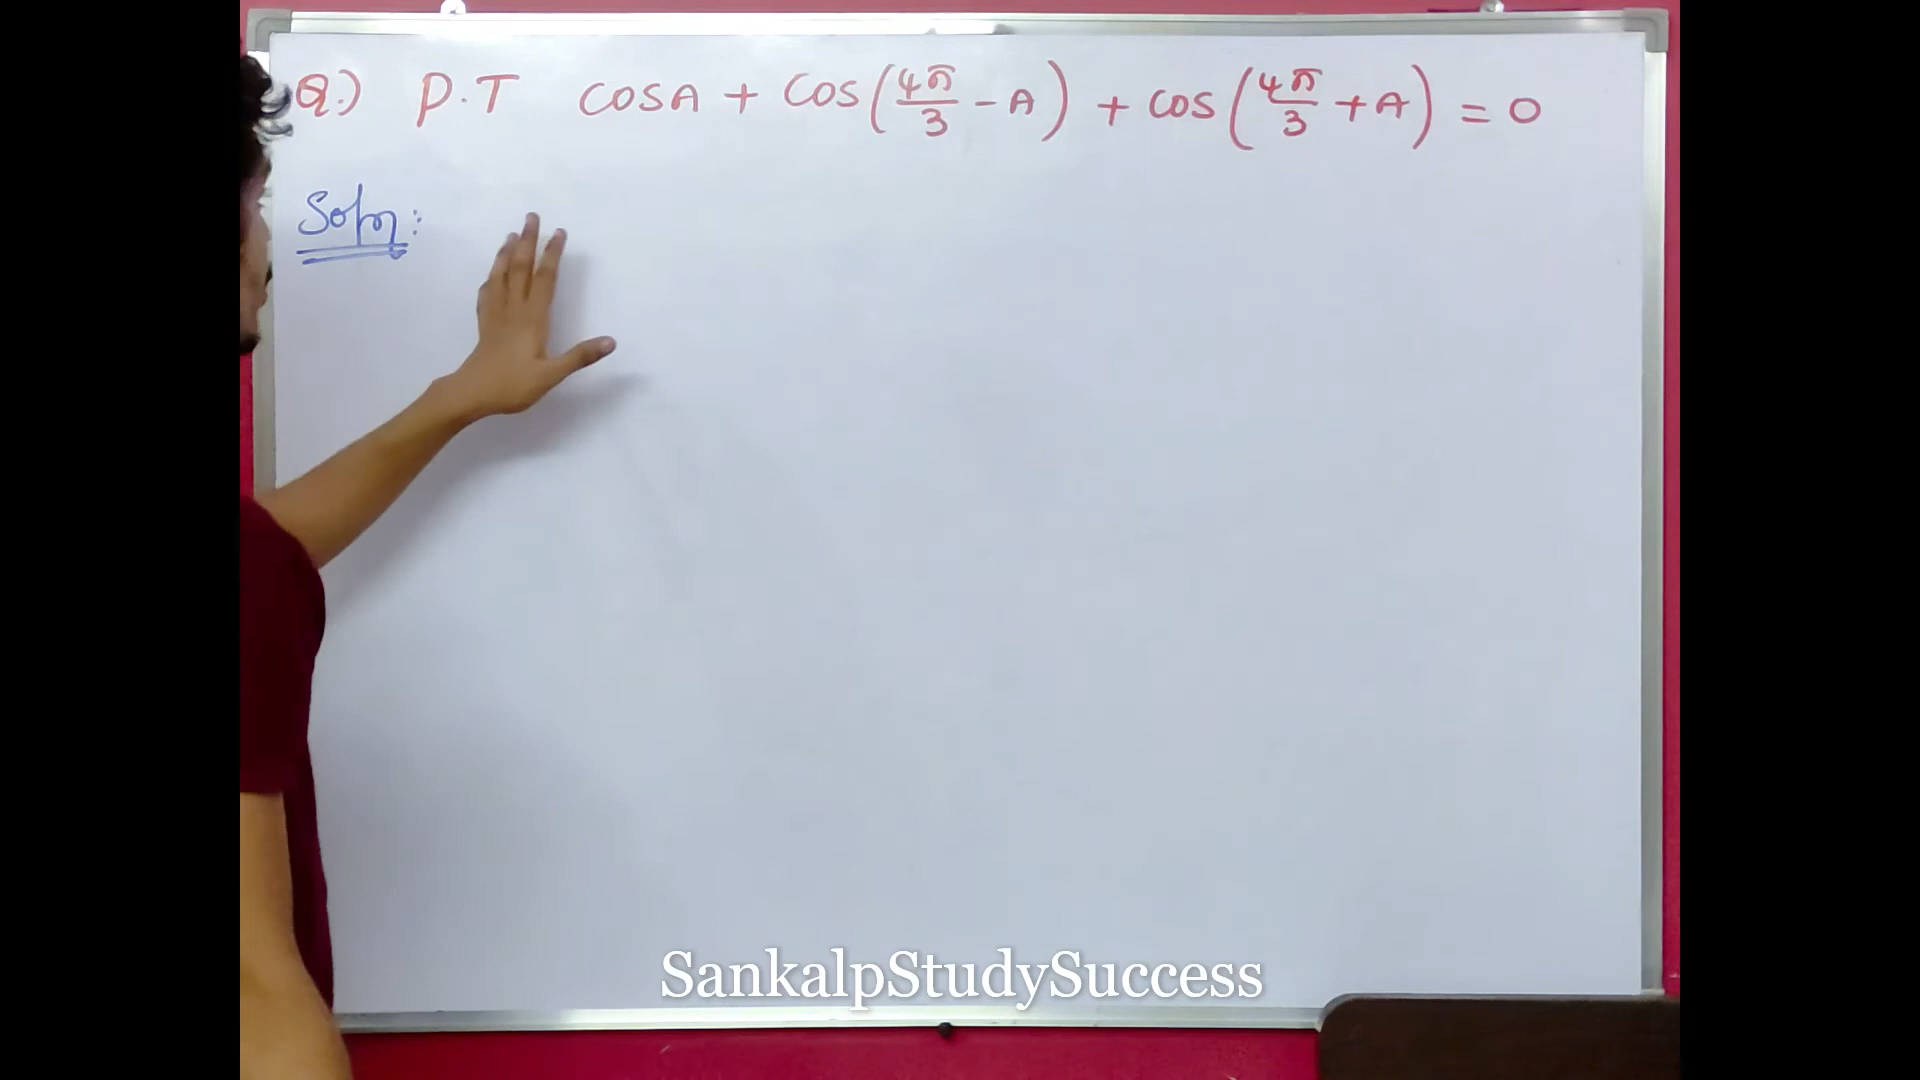 Q.) P.T cosA + cos(4π/3 - A) + cos(4π/3 + A) = 0
Soln:
SankalpStudySuccess